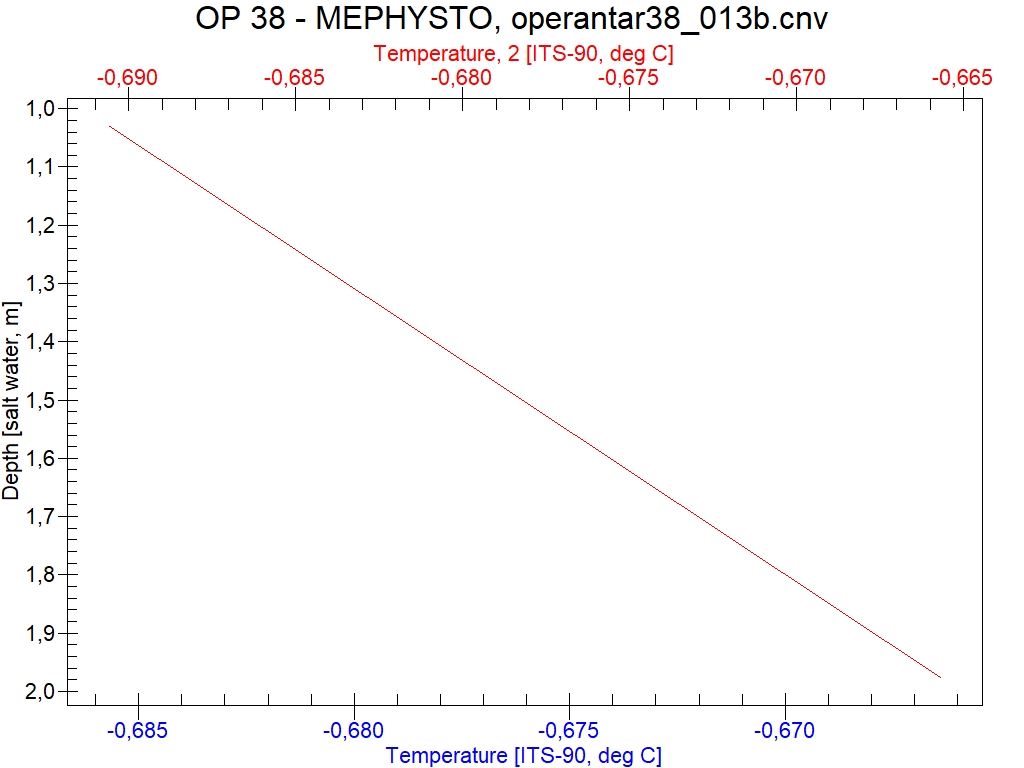 OP 38 - MEPHYSTO, operantar38_013b.cnv
Temperature, 2 [ITS-90, deg C]
-0,690 -0,685 -0,680 -0,675 -0,670 -0,665
1,0
1,1
1,2
1,3
1,4
1,5
1,6
1,7
1,8
1,9
2,0
Depth [salt water, m]
-0,685 -0,680 -0,675 -0,670
Temperature [ITS-90, deg C]